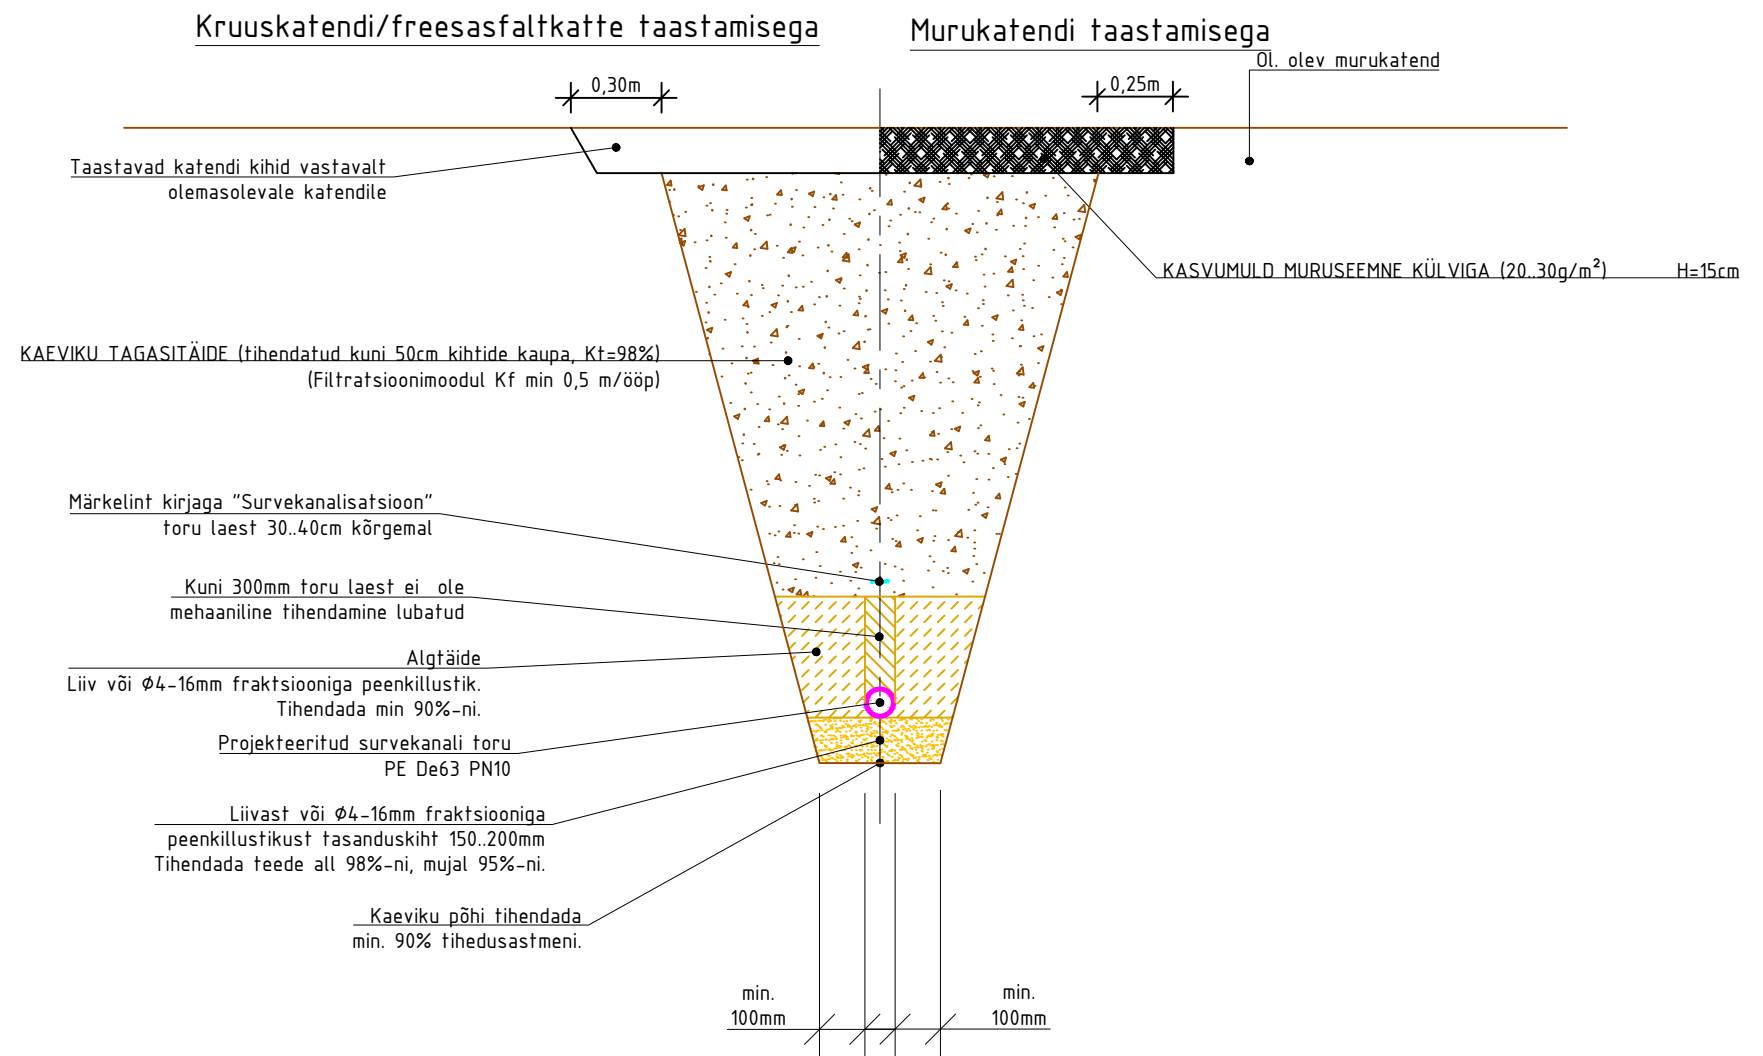 Kruuskatendi/freesasfaltkatte taastamisega
Murukatendi taastamisega
Ol. olev murukatend
0,30m
0,25m
Taastavad katendi kihid vastavalt
olemasolevale katendile
KASVUMULD MURUSEEMNE KÜLVIGA (20..30g/m²) H=15cm
KAEVIKU TAGASITÄIDE (tihendatud kuni 50cm kihtide kaupa, Kt=98%)
(Filtratsioonimoodul Kf min 0,5 m/ööp)
Märkelint kirjaga "Survekanalisatsioon"
toru laest 30..40cm kõrgemal
Kuni 300mm toru laest ei ole
mehaaniline tihendamine lubatud
Algtäide
Liiv või Ø4-16mm fraktsiooniga peenkillustik.
Tihendada min 90%-ni.
Projekteeritud survekanali toru
PE De63 PN10
Liivast või Ø4-16mm fraktsiooniga
peenkillustikust tasanduskiht 150..200mm
Tihendada teede all 98%-ni, mujal 95%-ni.
Kaeviku põhi tihendada
min. 90% tihedusastmeni.
min.
100mm
min.
100mm